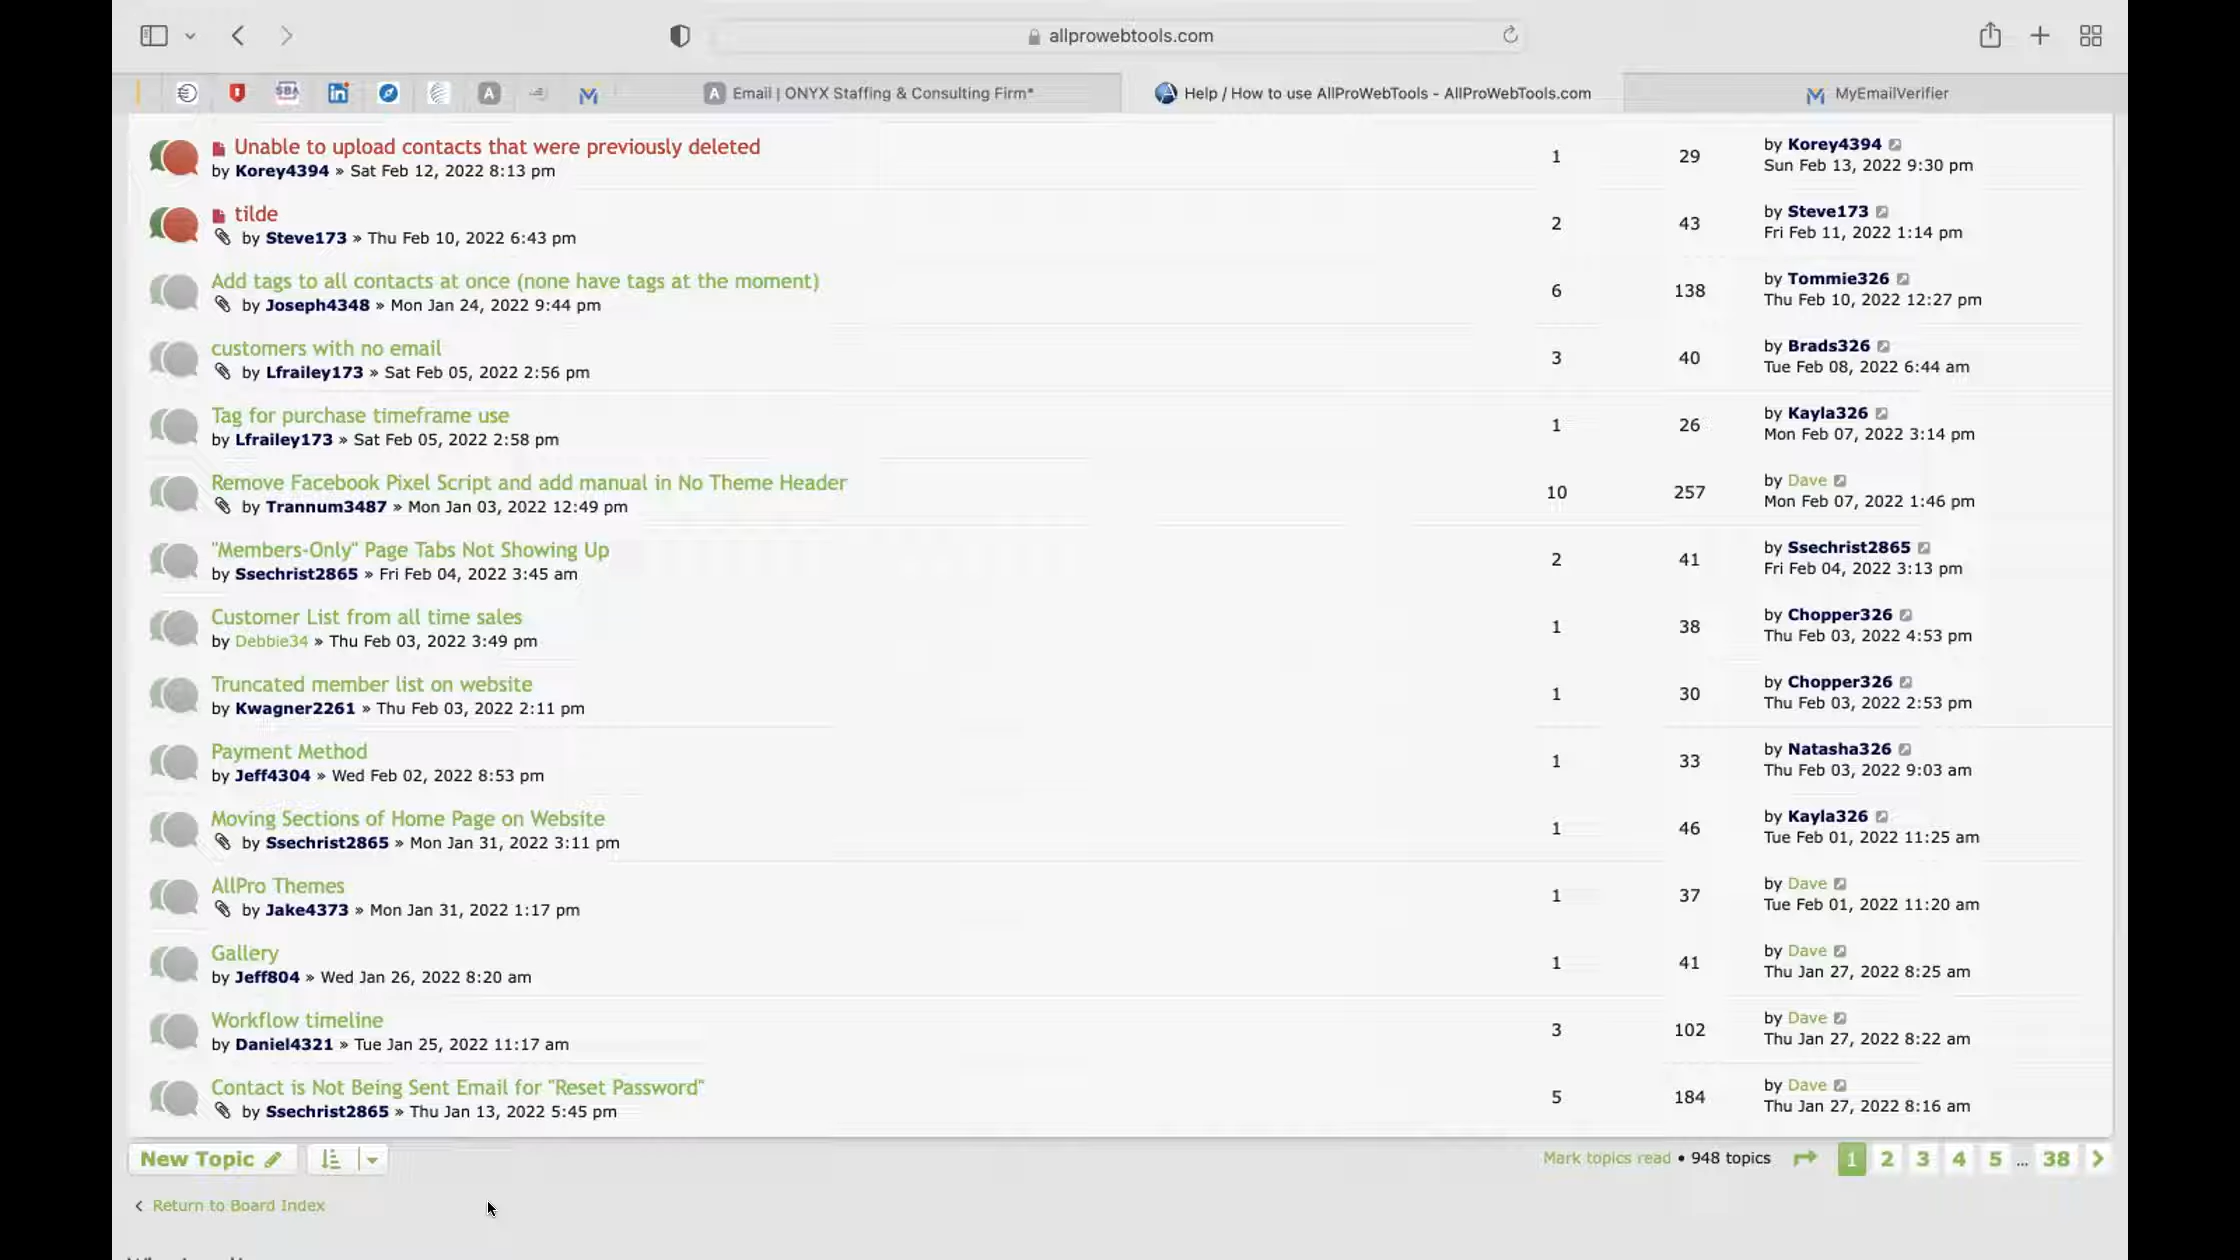 allprowebtools.com
SBA
Email | ONYX Staffing & Consulting Firm*
Help / How to use AllProWebTools - AllProWebTools.com
MyEmailVerifier
Unable to upload contacts that were previously deleted
by Korey4394 » Sat Feb 12, 2022 8:13 pm
1
29
by Korey4394
Sun Feb 13, 2022 9:30 pm
tilde
by Steve173 » Thu Feb 10, 2022 6:43 pm
2
43
by Steve173
Fri Feb 11, 2022 1:14 pm
Add tags to all contacts at once (none have tags at the moment)
by Joseph4348 » Mon Jan 24, 2022 9:44 pm
6
138
by Tommie326
Thu Feb 10, 2022 12:27 pm
customers with no email
by Lfrailey173 » Sat Feb 05, 2022 2:56 pm
3
40
by Brads326
Tue Feb 08, 2022 6:44 am
Tag for purchase timeframe use
by Lfrailey173 » Sat Feb 05, 2022 2:58 pm
1
26
by Kayla326
Mon Feb 07, 2022 3:14 pm
Remove Facebook Pixel Script and add manual in No Theme Header
by Trannum3487 » Mon Jan 03, 2022 12:49 pm
10
257
by Dave
Mon Feb 07, 2022 1:46 pm
"Members-Only" Page Tabs Not Showing Up
by Ssechrist2865 » Fri Feb 04, 2022 3:45 am
2
41
by Ssechrist2865
Fri Feb 04, 2022 3:13 pm
Customer List from all time sales
by Debbie34 » Thu Feb 03, 2022 3:49 pm
1
38
by Chopper326
Thu Feb 03, 2022 4:53 pm
Truncated member list on website
by Kwagner2261 » Thu Feb 03, 2022 2:11 pm
1
30
by Chopper326
Thu Feb 03, 2022 2:53 pm
Payment Method
by Jeff4304 » Wed Feb 02, 2022 8:53 pm
1
33
by Natasha326
Thu Feb 03, 2022 9:03 am
Moving Sections of Home Page on Website
by Ssechrist2865 » Mon Jan 31, 2022 3:11 pm
1
46
by Kayla326
Tue Feb 01, 2022 11:25 am
AllPro Themes
by Jake4373 » Mon Jan 31, 2022 1:17 pm
1
37
by Dave
Tue Feb 01, 2022 11:20 am
Gallery
by Jeff804 » Wed Jan 26, 2022 8:20 am
1
41
by Dave
Thu Jan 27, 2022 8:25 am
Workflow timeline
by Daniel4321 » Tue Jan 25, 2022 11:17 am
3
102
by Dave
Thu Jan 27, 2022 8:22 am
Contact is Not Being Sent Email for "Reset Password"
by Ssechrist2865 » Thu Jan 13, 2022 5:45 pm
5
184
by Dave
Thu Jan 27, 2022 8:16 am
New Topic
Mark topics read • 948 topics
1 2 3 4 5 ... 38
Return to Board Index